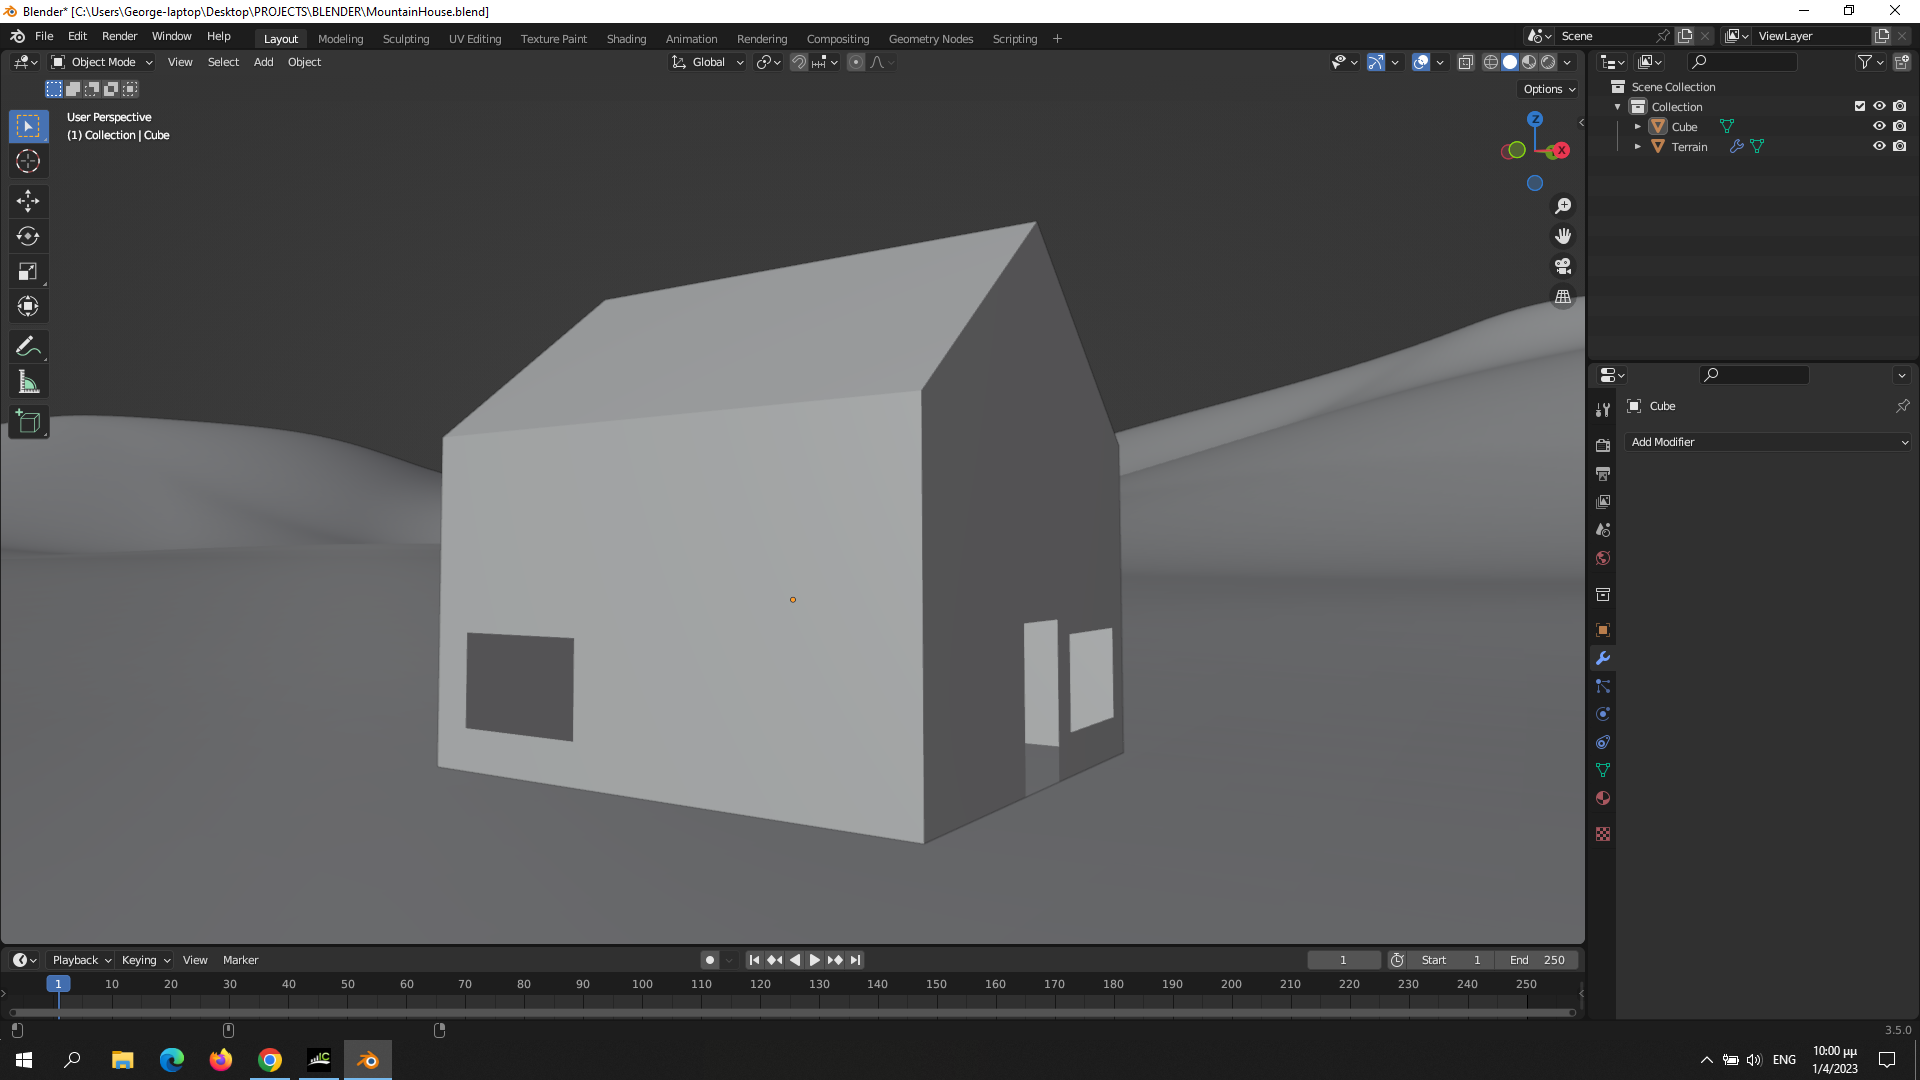 Blender* [C:\Users\George-laptop\Desktop\PROJECTS\BLENDER\MountainHouse.blend]
File Edit Render Window Help Layout Modeling Sculpting UV Editing Texture Paint Shading Animation Rendering Compositing Geometry Nodes Scripting + Scene ViewLayer
Object Mode View Select Add Object Global
Options
User Perspective
(1) Collection | Cube
Z
X
Scene Collection
Collection
Cube
Terrain
Cube
Add Modifier
Playback Keying View Marker 1 Start 1 End 250
1 10 20 30 40 50 60 70 80 90 100 110 120 130 140 150 160 170 180 190 200 210 220 230 240 250
3.5.0
ENG
10:00 μμ
1/4/2023